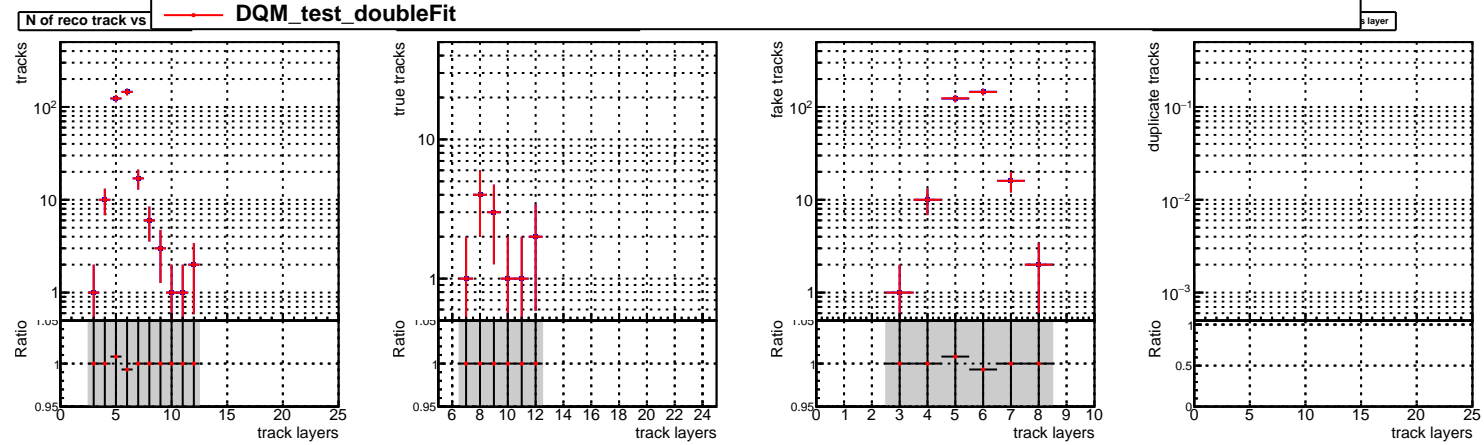 DQM_test_doubleFit
N of reco track vs
s layer
tracks
10²
10
1
1.05
Ratio
1
0.95
0 5 10 15 20 25
track layers
true tracks
10
1
Ratio
1
0.95
6 8 10 12 14 16 18 20 22 24
track layers
fake tracks
10²
10
1
1.05
Ratio
1
0.95
0 1 2 3 4 5 6 7 8 9 10
track layers
duplicate tracks
10⁻¹
10⁻²
10⁻³
Ratio
1
0.5
0
0 5 10 15 20 25
track layers